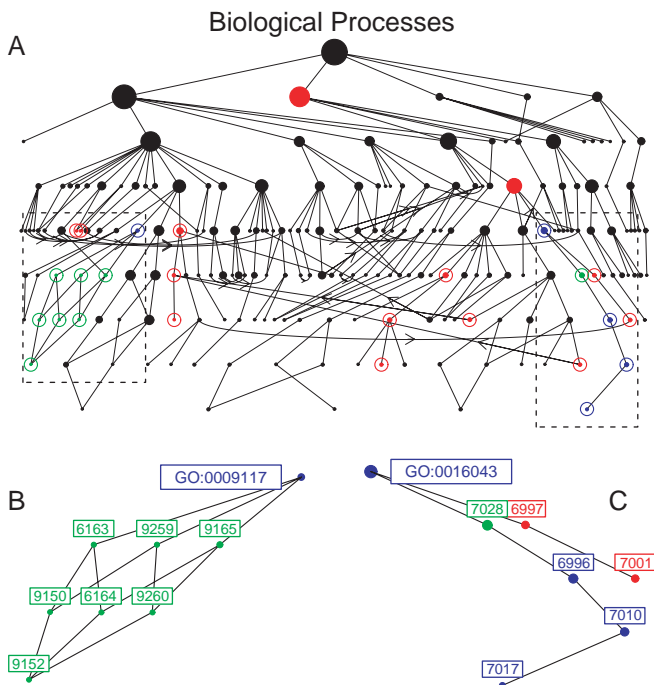 Biological Processes
A
B
GO:0009117
GO:0016043
C
6163
9259
9165
7028
6997
6996
7001
9150
6164
9260
7010
9152
7017